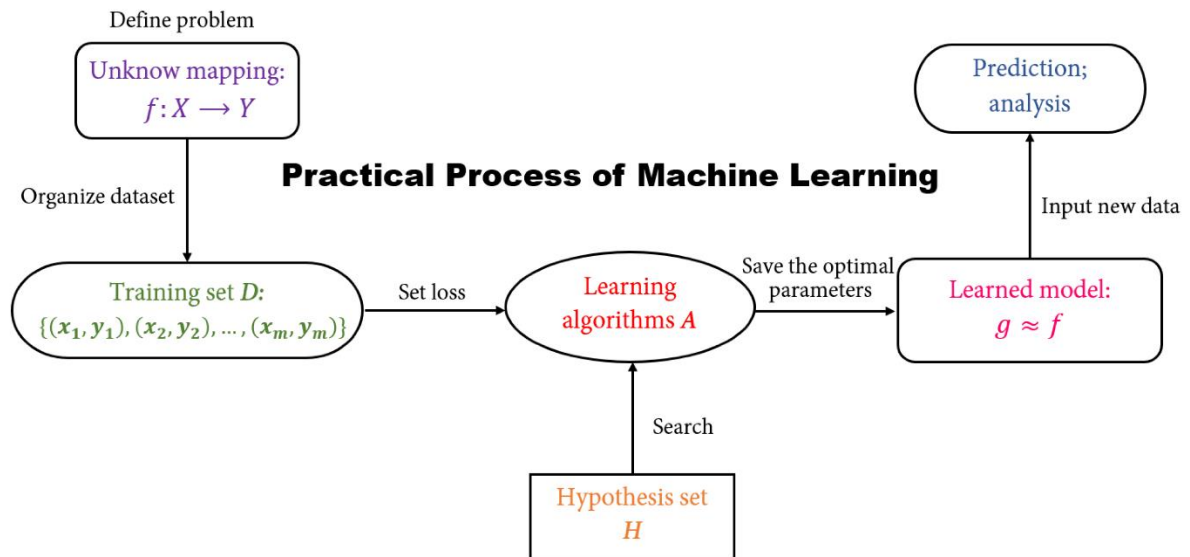 Define problem
Unknow mapping:
f: X ⟶ Y
Organize dataset
Practical Process of Machine Learning
Training set D:
{(x₁, y₁), (x₂, y₂), … , (xₘ, yₘ)}
Set loss
Learning
algorithms A
Search
Hypothesis set
H
Save the optimal
parameters
Learned model:
g ≈ f
Input new data
Prediction;
analysis